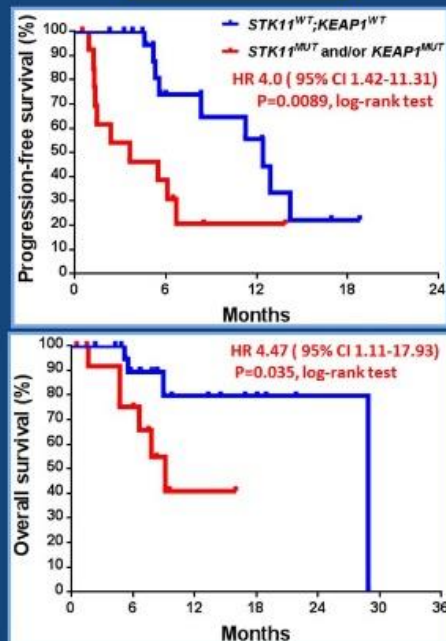 STK11WT;KEAP1WT
STK11MUT and/or KEAP1MUT
HR 4.0 ( 95% CI 1.42-11.31)
P=0.0089, log-rank test
Progression-free survival (%)
100
90
80
70
60
50
40
30
20
10
0
0 6 12 18 24
Months
HR 4.47 ( 95% CI 1.11-17.93)
P=0.035, log-rank test
Overall survival (%)
100
90
80
70
60
50
40
30
20
10
0
0 6 12 18 24 30 36
Months